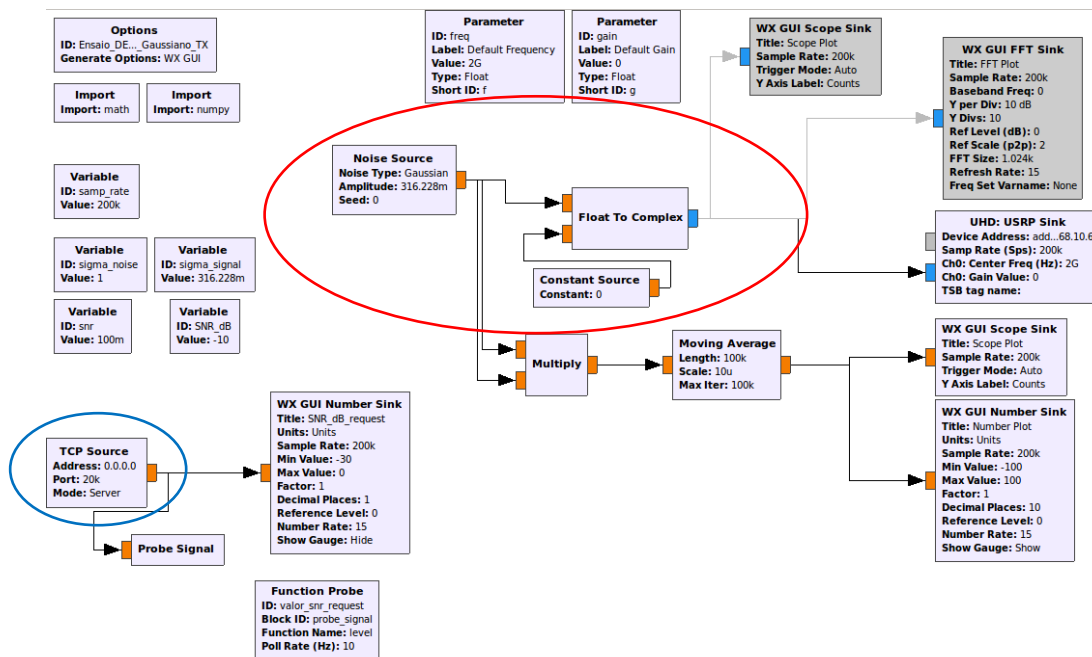 Options
ID: Ensaio_DE..._Gaussiano_TX
Generate Options: WX GUI
Import
Import: math
Import
Import: numpy
Parameter
ID: freq
Label: Default Frequency
Value: 2G
Type: Float
Short ID: f
Parameter
ID: gain
Label: Default Gain
Value: 0
Type: Float
Short ID: g
WX GUI Scope Sink
Title: Scope Plot
Sample Rate: 200k
Trigger Mode: Auto
Y Axis Label: Counts
WX GUI FFT Sink
Title: FFT Plot
Sample Rate: 200k
Baseband Freq: 0
Y per Div: 10 dB
Y Divs: 10
Ref Level (dB): 0
Ref Scale (p2p): 2
FFT Size: 1.024k
Refresh Rate: 15
Freq Set Varname: None
Variable
ID: samp_rate
Value: 200k
Noise Source
Noise Type: Gaussian
Amplitude: 316.228m
Seed: 0
Float To Complex
Constant Source
Constant: 0
UHD: USRP Sink
Device Address: add...68.10.6
Samp Rate (Sps): 200k
Ch0: Center Freq (Hz): 2G
Ch0: Gain Value: 0
TSB tag name:
Variable
ID: sigma_noise
Value: 1
Variable
ID: sigma_signal
Value: 316.228m
Variable
ID: snr
Value: 100m
Variable
ID: SNR_dB
Value: -10
Multiply
Moving Average
Length: 100k
Scale: 10u
Max Iter: 100k
WX GUI Scope Sink
Title: Scope Plot
Sample Rate: 200k
Trigger Mode: Auto
Y Axis Label: Counts
WX GUI Number Sink
Title: Number Plot
Units: Units
Sample Rate: 200k
Min Value: -100
Max Value: 100
Factor: 1
Decimal Places: 10
Reference Level: 0
Number Rate: 15
Show Gauge: Show
TCP Source
Address: 0.0.0.0
Port: 20k
Mode: Server
WX GUI Number Sink
Title: SNR_dB_request
Units: Units
Sample Rate: 200k
Min Value: -30
Max Value: 0
Factor: 1
Decimal Places: 1
Reference Level: 0
Number Rate: 15
Show Gauge: Hide
Probe Signal
Function Probe
ID: valor_snr_request
Block ID: probe_signal
Function Name: level
Poll Rate (Hz): 10